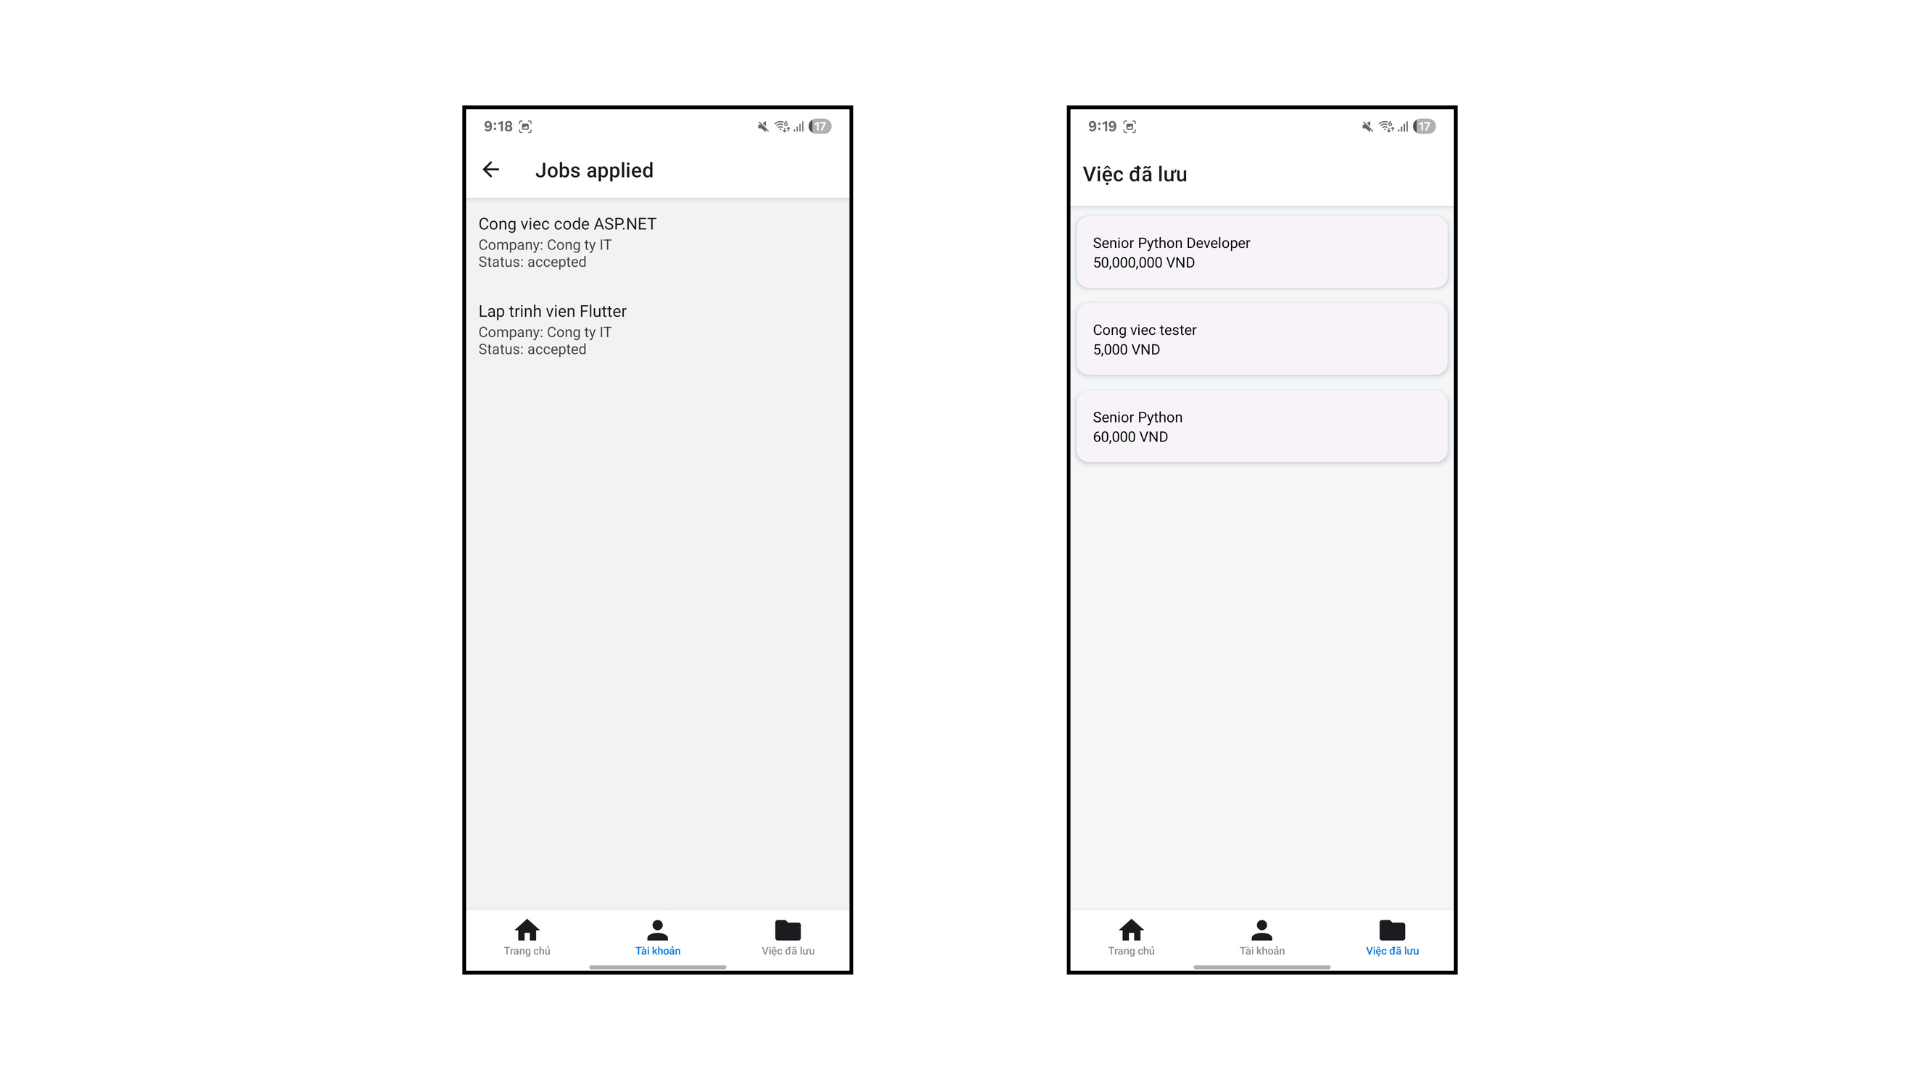 9:18
17
Jobs applied
Cong viec code ASP.NET
Company: Cong ty IT
Status: accepted
Lap trinh vien Flutter
Company: Cong ty IT
Status: accepted
Trang chủ
Tài khoản
Việc đã lưu
9:19
17
Việc đã lưu
Senior Python Developer
50,000,000 VND
Cong viec tester
5,000 VND
Senior Python
60,000 VND
Trang chủ
Tài khoản
Việc đã lưu